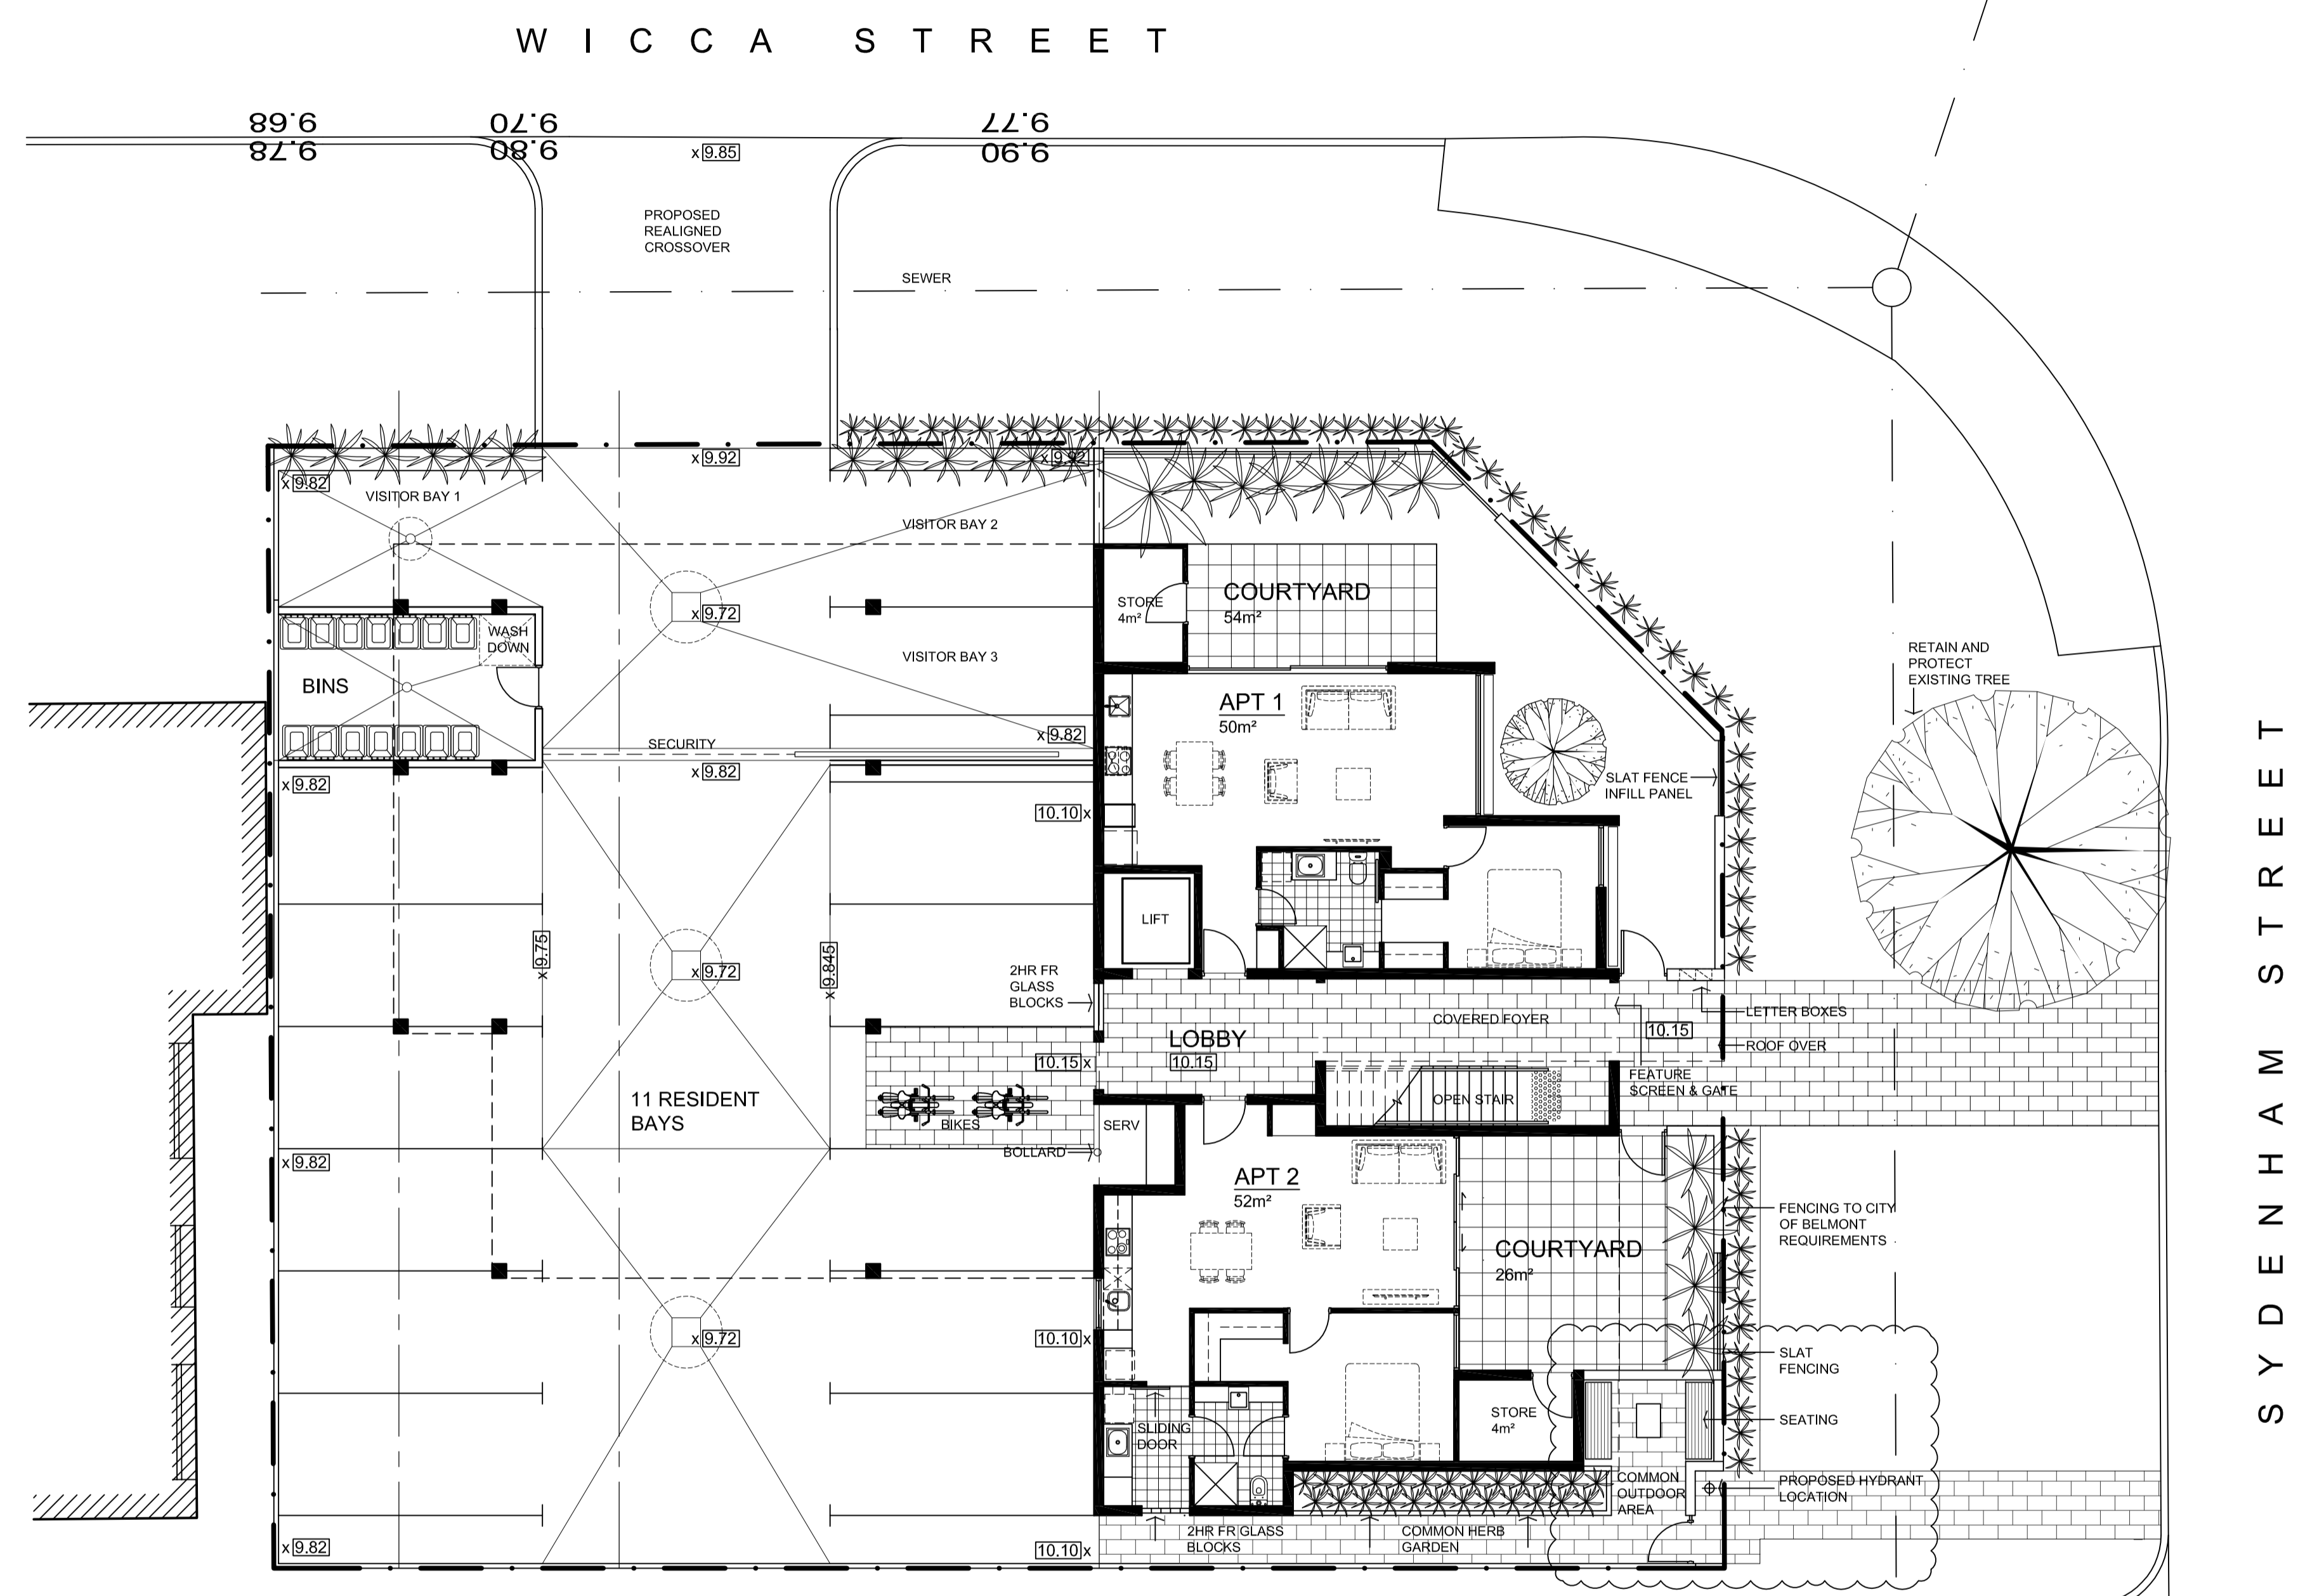 WICCA STREET
9.68
9.78
9.70
9.80
x 9.85
9.77
9.90
PROPOSED
REALIGNED
CROSSOVER
SEWER
x 9.82
VISITOR BAY 1
x 9.92
x 9.92
VISITOR BAY 2
x 9.72
VISITOR BAY 3
WASH
DOWN
BINS
SECURITY
x 9.82
x 9.82
x 9.82
STORE
4m²
COURTYARD
54m²
APT 1
50m²
10.10 x
SLAT FENCE
INFILL PANEL
RETAIN AND
PROTECT
EXISTING TREE
SYDENHAM STREET
LIFT
x 9.75
x 9.72
x 9.845
2HR FR
GLASS
BLOCKS
LOBBY
10.15
10.15 x
COVERED FOYER
10.15
LETTER BOXES
ROOF OVER
FEATURE
SCREEN & GATE
OPEN STAIR
11 RESIDENT
BAYS
BIKES
SERV
BOLLARD
x 9.82
APT 2
52m²
COURTYARD
26m²
FENCING TO CITY
OF BELMONT
REQUIREMENTS
x 9.72
10.10 x
SLAT
FENCING
SEATING
STORE
4m²
SLIDING
DOOR
COMMON
OUTDOOR
AREA
PROPOSED HYDRANT
LOCATION
2HR FR GLASS
BLOCKS
COMMON HERB
GARDEN
x 9.82
10.10 x